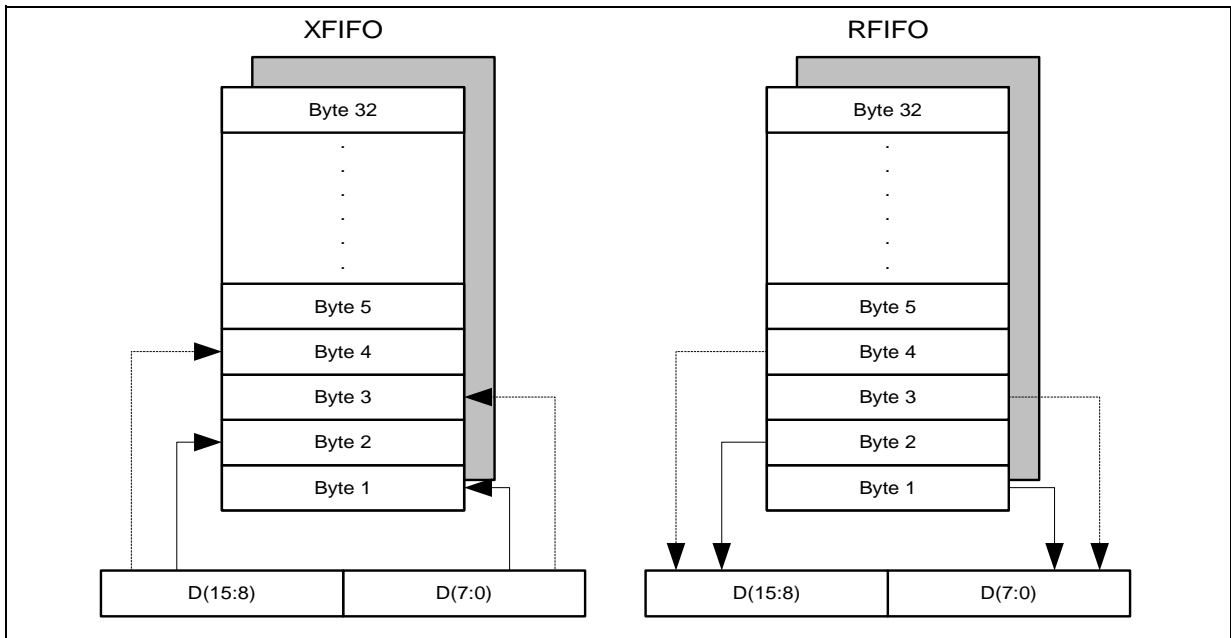 XFIFO
Byte 32
.
.
.
.
.
.
Byte 5
Byte 4
Byte 3
Byte 2
Byte 1
D(15:8) D(7:0)
RFIFO
Byte 32
.
.
.
.
.
.
Byte 5
Byte 4
Byte 3
Byte 2
Byte 1
D(15:8) D(7:0)